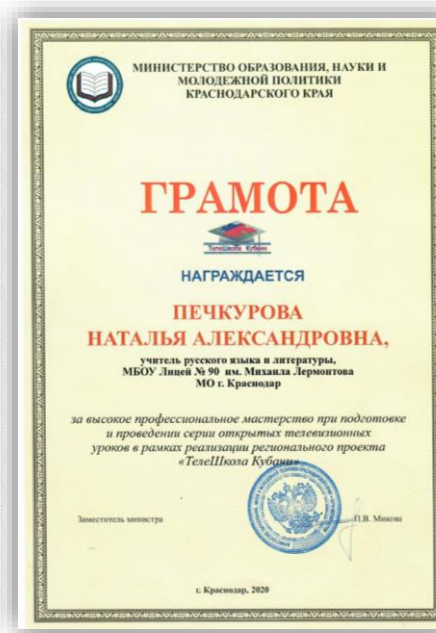 МИНИСТЕРСТВО ОБРАЗОВАНИЯ, НАУКИ И
МОЛОДЕЖНОЙ ПОЛИТИКИ
КРАСНОДАРСКОГО КРАЯ
ГРАМОТА
ТелеШкола Кубани
НАГРАЖДАЕТСЯ
ПЕЧКУРОВА
НАТАЛЬЯ АЛЕКСАНДРОВНА,
учитель русского языка и литературы,
МБОУ Лицей № 90 им. Михаила Лермонтова
МО г. Краснодар
за высокое профессиональное мастерство при подготовке
и проведении серии открытых телевизионных
уроков в рамках реализации регионального проекта
«ТелеШкола Кубани»
Заместитель министра
П.В. Микова
г. Краснодар, 2020